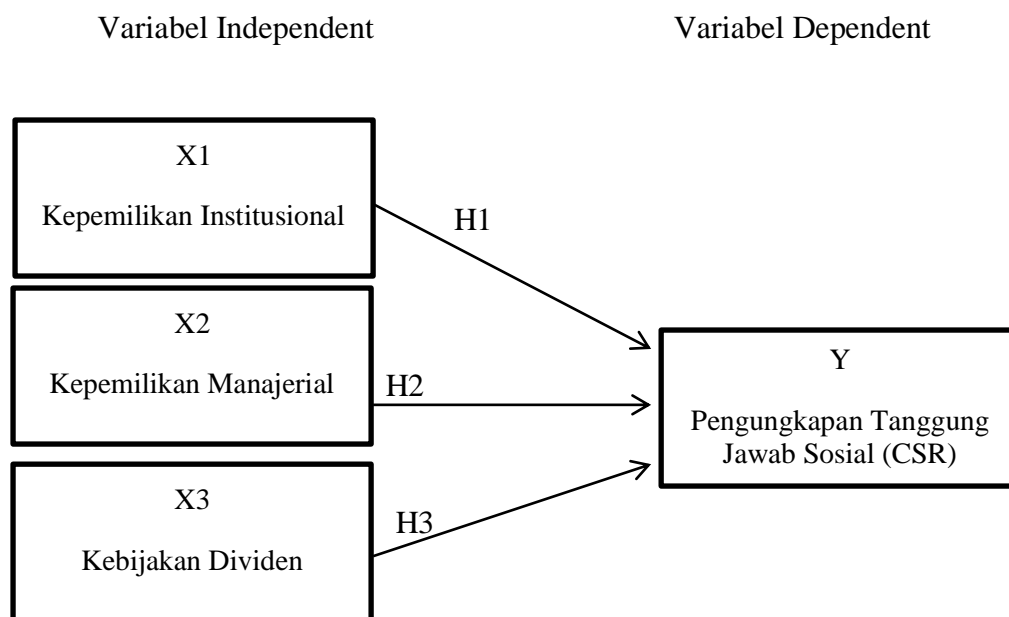 Variabel Independent
Variabel Dependent
X1
Kepemilikan Institusional
H1
X2
Kepemilikan Manajerial
H2
Y
Pengungkapan Tanggung
Jawab Sosial (CSR)
X3
Kebijakan Dividen
H3